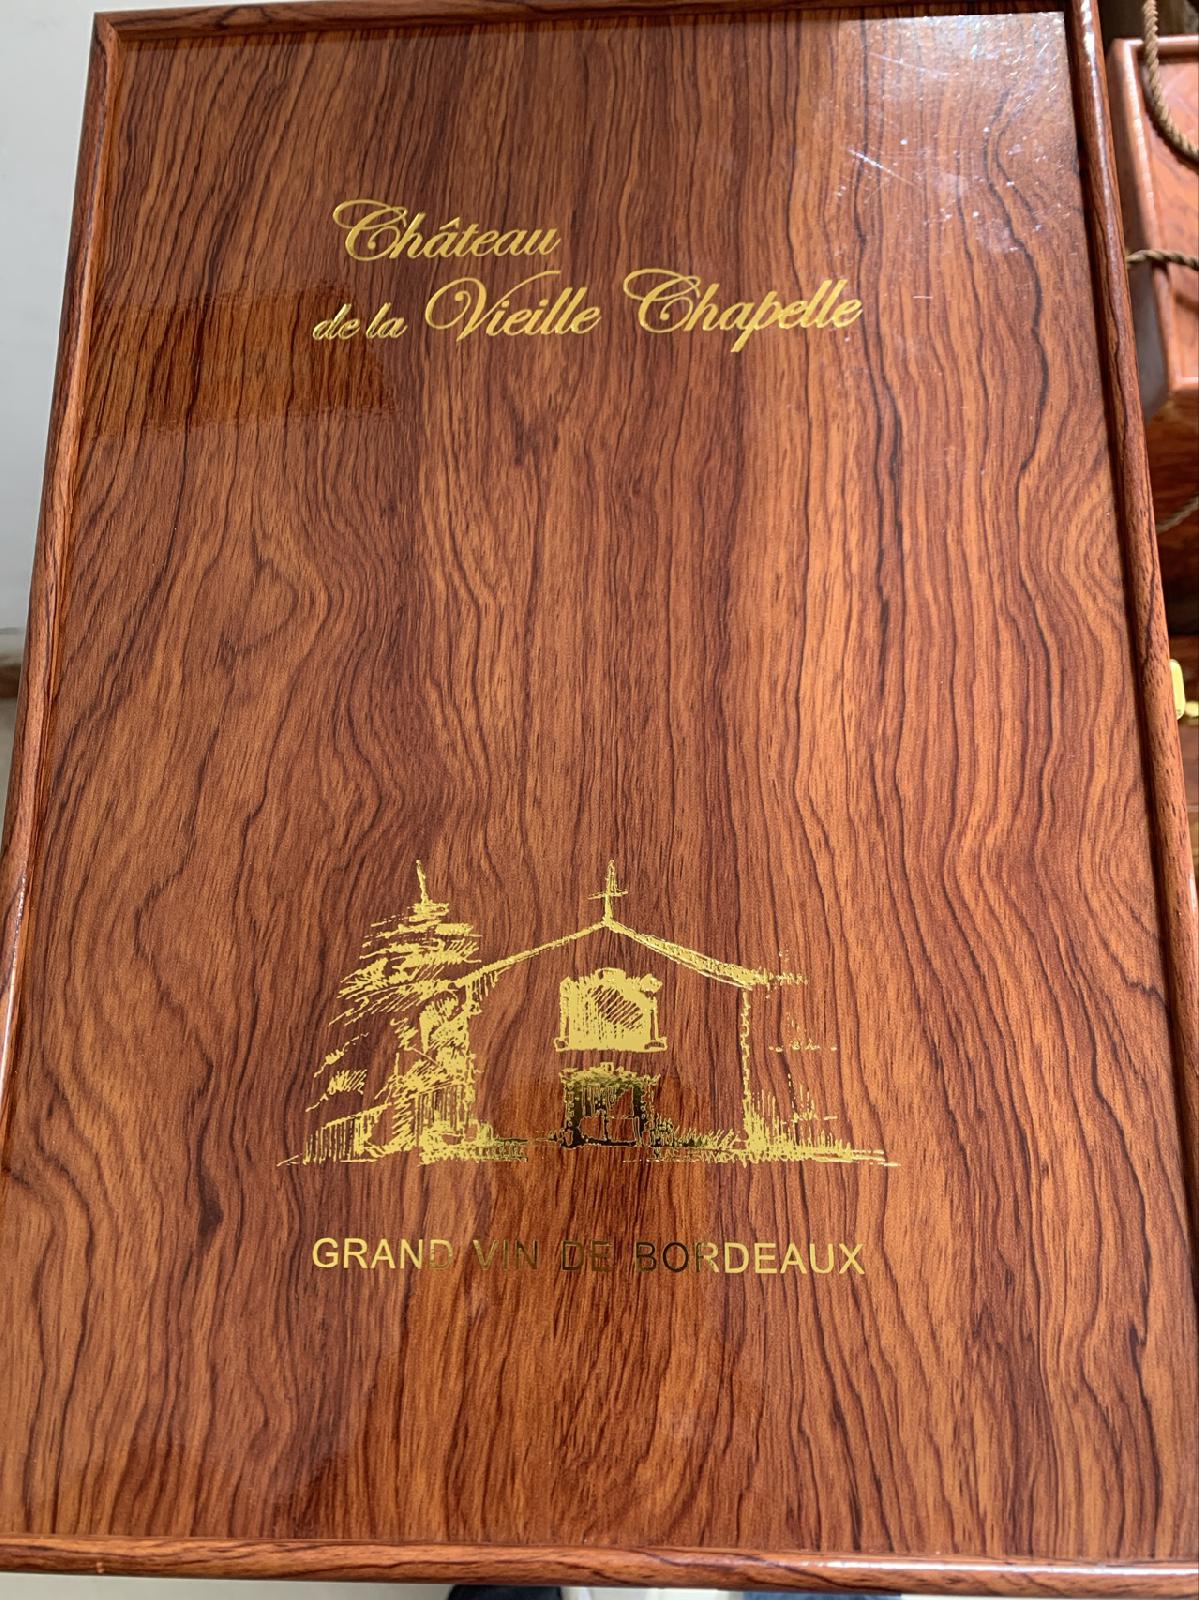 Château
de la Vieille Chapelle
GRAND VIN DE BORDEAUX